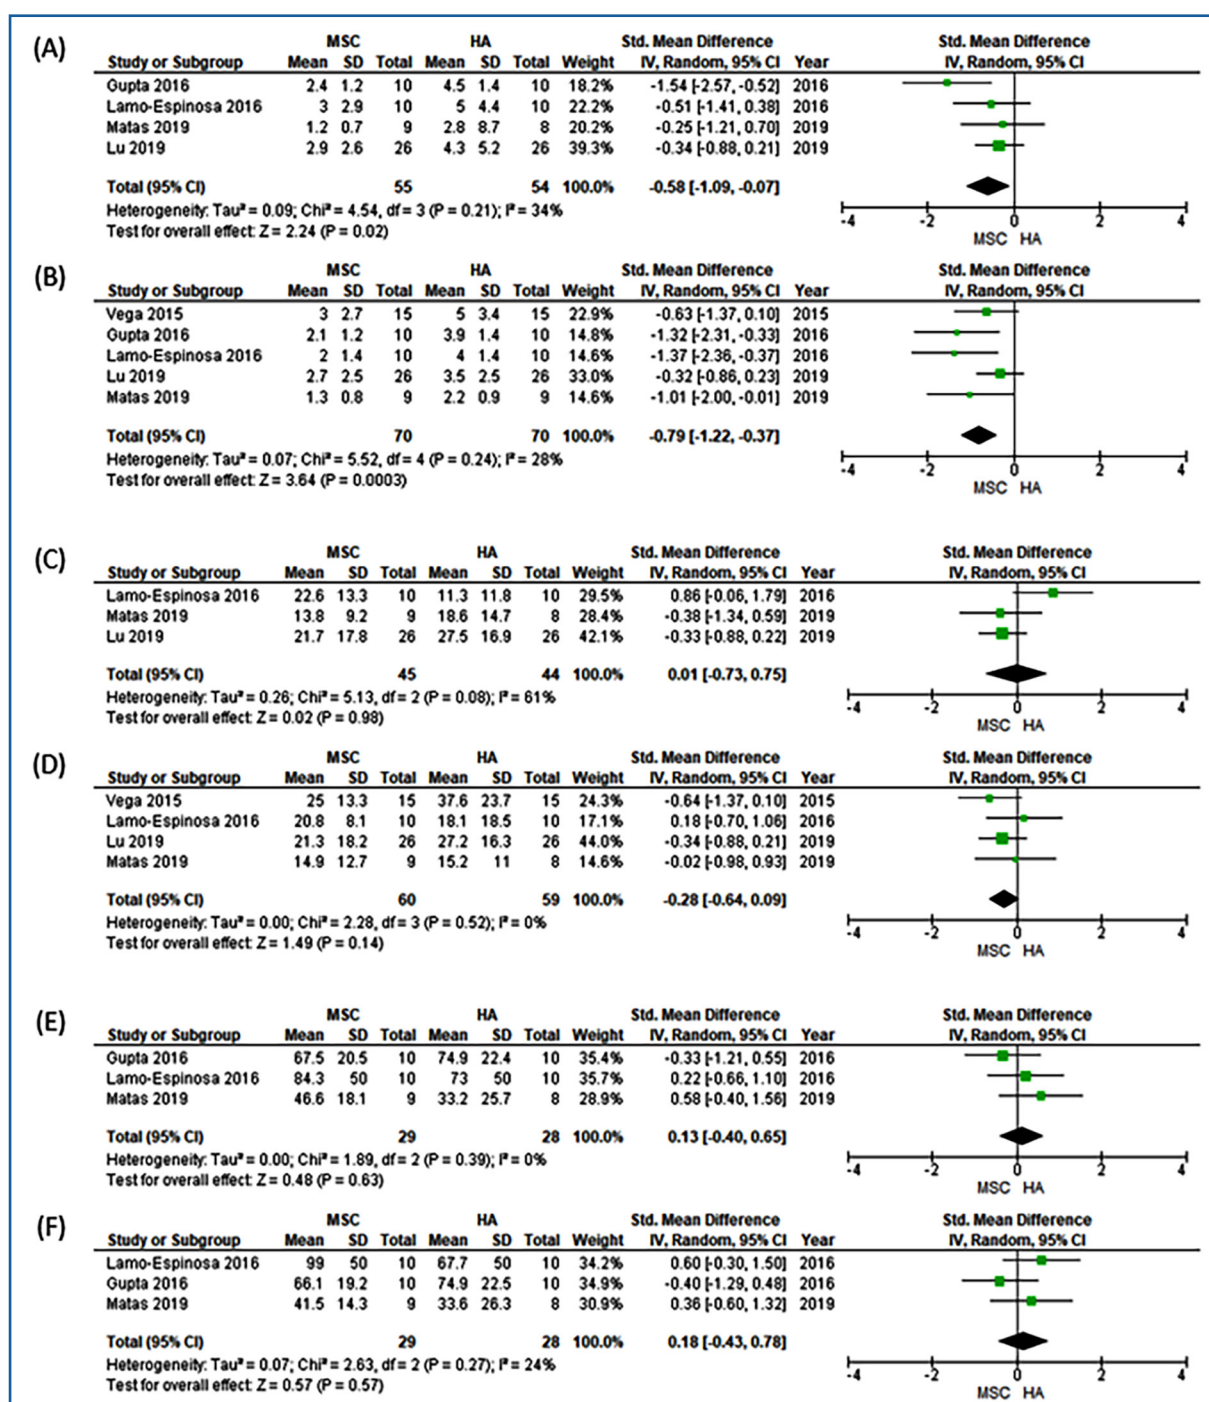 (A)
MSC HA Std. Mean Difference Std. Mean Difference
Study or Subgroup Mean SD Total Mean SD Total Weight IV, Random, 95% CI Year IV, Random, 95% CI
Gupta 2016 2.4 1.2 10 4.5 1.4 10 18.2% -1.54 [-2.57, -0.52] 2016
Lamo-Espinosa 2016 3 2.9 10 5 4.4 10 22.2% -0.51 [-1.41, 0.38] 2016
Matas 2019 1.2 0.7 9 2.8 8.7 8 20.2% -0.25 [-1.21, 0.70] 2019
Lu 2019 2.9 2.6 26 4.3 5.2 26 39.3% -0.34 [-0.88, 0.21] 2019
Total (95% CI) 55 54 100.0% -0.58 [-1.09, -0.07]
Heterogeneity: Tau² = 0.09; Chi² = 4.54, df = 3 (P = 0.21); I² = 34%
Test for overall effect: Z = 2.24 (P = 0.02)
-4 -2 0 2 4
MSC HA
(B)
MSC HA Std. Mean Difference Std. Mean Difference
Study or Subgroup Mean SD Total Mean SD Total Weight IV, Random, 95% CI Year IV, Random, 95% CI
Vega 2015 3 2.7 15 5 3.4 15 22.9% -0.63 [-1.37, 0.10] 2015
Gupta 2016 2.1 1.2 10 3.9 1.4 10 14.8% -1.32 [-2.31, -0.33] 2016
Lamo-Espinosa 2016 2 1.4 10 4 1.4 10 14.6% -1.37 [-2.36, -0.37] 2016
Lu 2019 2.7 2.5 26 3.5 2.5 26 33.0% -0.32 [-0.86, 0.23] 2019
Matas 2019 1.3 0.8 9 2.2 0.9 9 14.6% -1.01 [-2.00, -0.01] 2019
Total (95% CI) 70 70 100.0% -0.79 [-1.22, -0.37]
Heterogeneity: Tau² = 0.07; Chi² = 5.52, df = 4 (P = 0.24); I² = 28%
Test for overall effect: Z = 3.64 (P = 0.0003)
-4 -2 0 2 4
MSC HA
(C)
MSC HA Std. Mean Difference Std. Mean Difference
Study or Subgroup Mean SD Total Mean SD Total Weight IV, Random, 95% CI Year IV, Random, 95% CI
Lamo-Espinosa 2016 22.6 13.3 10 11.3 11.8 10 29.5% 0.86 [-0.06, 1.79] 2016
Matas 2019 13.8 9.2 9 18.6 14.7 8 28.4% -0.38 [-1.34, 0.59] 2019
Lu 2019 21.7 17.8 26 27.5 16.9 26 42.1% -0.33 [-0.88, 0.22] 2019
Total (95% CI) 45 44 100.0% 0.01 [-0.73, 0.75]
Heterogeneity: Tau² = 0.26; Chi² = 5.13, df = 2 (P = 0.08); I² = 61%
Test for overall effect: Z = 0.02 (P = 0.98)
-4 -2 0 2 4
MSC HA
(D)
MSC HA Std. Mean Difference Std. Mean Difference
Study or Subgroup Mean SD Total Mean SD Total Weight IV, Random, 95% CI Year IV, Random, 95% CI
Vega 2015 25 13.3 15 37.6 23.7 15 24.3% -0.64 [-1.37, 0.10] 2015
Lamo-Espinosa 2016 20.8 8.1 10 18.1 18.5 10 17.1% 0.18 [-0.70, 1.06] 2016
Lu 2019 21.3 18.2 26 27.2 16.3 26 44.0% -0.34 [-0.88, 0.21] 2019
Matas 2019 14.9 12.7 9 15.2 11 8 14.6% -0.02 [-0.98, 0.93] 2019
Total (95% CI) 60 59 100.0% -0.28 [-0.64, 0.09]
Heterogeneity: Tau² = 0.00; Chi² = 2.28, df = 3 (P = 0.52); I² = 0%
Test for overall effect: Z = 1.49 (P = 0.14)
-4 -2 0 2 4
MSC HA
(E)
MSC HA Std. Mean Difference Std. Mean Difference
Study or Subgroup Mean SD Total Mean SD Total Weight IV, Random, 95% CI Year IV, Random, 95% CI
Gupta 2016 67.5 20.5 10 74.9 22.4 10 35.4% -0.33 [-1.21, 0.55] 2016
Lamo-Espinosa 2016 84.3 50 10 73 50 10 35.7% 0.22 [-0.66, 1.10] 2016
Matas 2019 46.6 18.1 9 33.2 25.7 8 28.9% 0.58 [-0.40, 1.56] 2019
Total (95% CI) 29 28 100.0% 0.13 [-0.40, 0.65]
Heterogeneity: Tau² = 0.00; Chi² = 1.89, df = 2 (P = 0.39); I² = 0%
Test for overall effect: Z = 0.48 (P = 0.63)
-4 -2 0 2 4
MSC HA
(F)
MSC HA Std. Mean Difference Std. Mean Difference
Study or Subgroup Mean SD Total Mean SD Total Weight IV, Random, 95% CI Year IV, Random, 95% CI
Lamo-Espinosa 2016 99 50 10 67.7 50 10 34.2% 0.60 [-0.30, 1.50] 2016
Gupta 2016 66.1 19.2 10 74.9 22.5 10 34.9% -0.40 [-1.29, 0.48] 2016
Matas 2019 41.5 14.3 9 33.6 26.3 8 30.9% 0.36 [-0.60, 1.32] 2019
Total (95% CI) 29 28 100.0% 0.18 [-0.43, 0.78]
Heterogeneity: Tau² = 0.07; Chi² = 2.63, df = 2 (P = 0.27); I² = 24%
Test for overall effect: Z = 0.57 (P = 0.57)
-4 -2 0 2 4
MSC HA